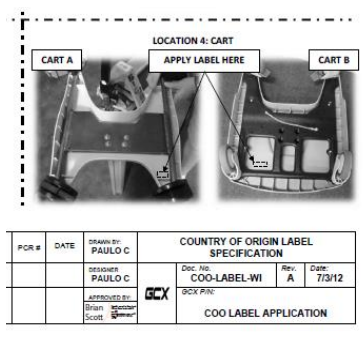 LOCATION 4: CART
CART A
APPLY LABEL HERE
CART B
PCR #
DATE
DRAWN BY:
PAULO C
COUNTRY OF ORIGIN LABEL
SPECIFICATION
DESIGNER
PAULO C
GCX
Doc. No.
COO-LABEL-WI
Rev.
A
Date:
7/3/12
APPROVED BY:
Brian
Scott
GCX P/N:
COO LABEL APPLICATION